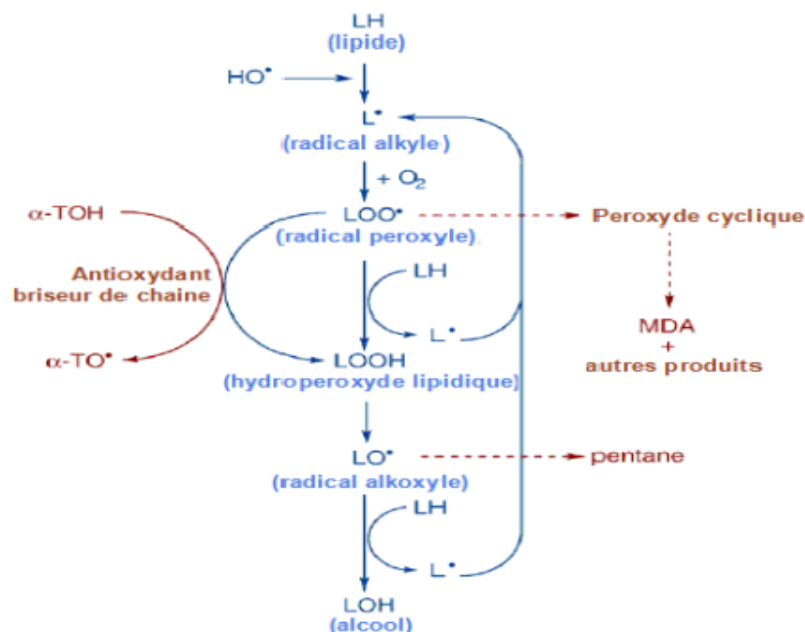 LH
(lipide)
HO•
L•
(radical alkyle)
+ O₂
α-TOH
LOO•
(radical peroxyle)
Peroxyde cyclique
Antioxydant
briseur de chaine
LH
L•
MDA
+
autres produits
α-TO•
LOOH
(hydroperoxyde lipidique)
LO•
(radical alkoxyle)
pentane
LH
L•
LOH
(alcool)